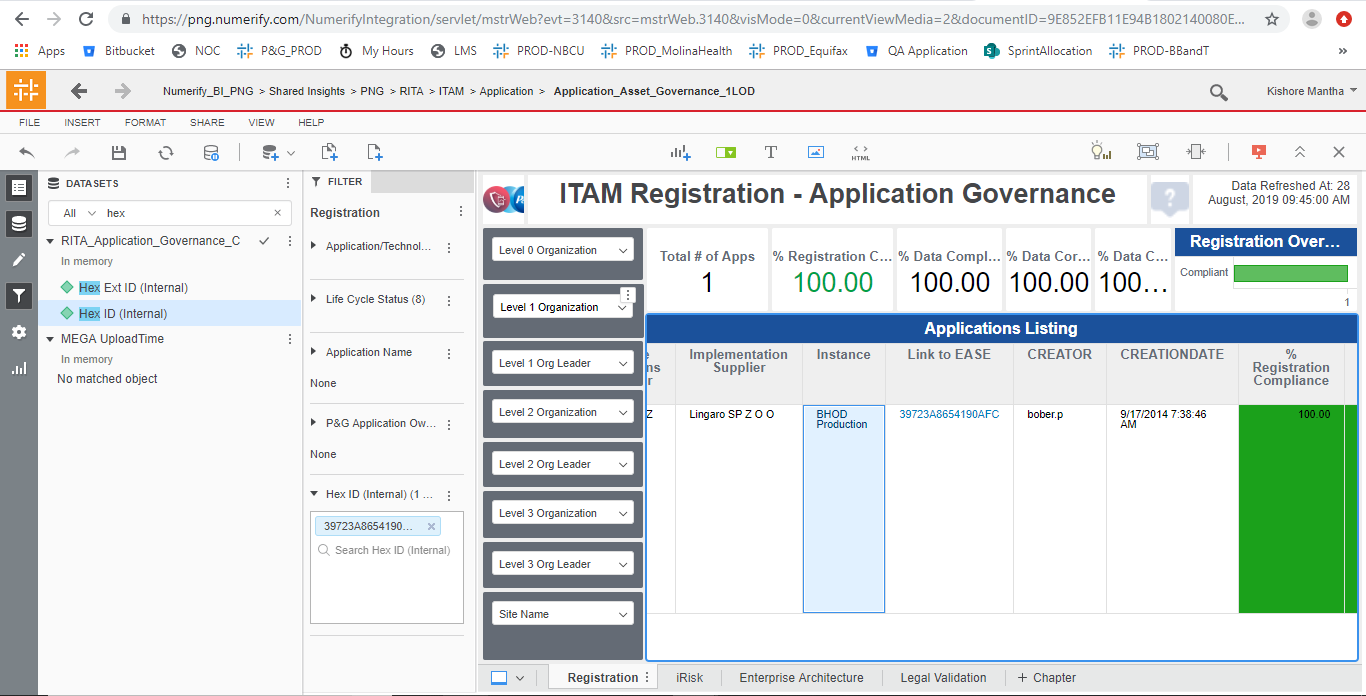 https://png.numerify.com/NumerifyIntegration/servlet/mstrWeb?evt=3140&src=mstrWeb.3140&visMode=0&currentViewMedia=2&documentID=9E852EFB11E94B1802140080E...
Apps Bitbucket NOC P&G_PROD My Hours LMS PROD-NBCU PROD_MolinaHealth PROD_Equifax QA Application SprintAllocation PROD-BBandT »
Numerify_BI_PNG > Shared Insights > PNG > RITA > ITAM > Application > Application_Asset_Governance_1LOD
Kishore Mantha
FILE INSERT FORMAT SHARE VIEW HELP
HTML
DATASETS
All hex
RITA_Application_Governance_C
In memory
Hex Ext ID (Internal)
Hex ID (Internal)
MEGA UploadTime
In memory
No matched object
FILTER
Registration
Application/Technol...
Life Cycle Status (8)
Application Name
None
P&G Application Ow...
None
Hex ID (Internal) (1 ...
39723A8654190...
Search Hex ID (Internal)
ITAM Registration - Application Governance
?
Data Refreshed At: 28
August, 2019 09:45:00 AM
Level 0 Organization
Level 1 Organization
Level 1 Org Leader
Level 2 Organization
Level 2 Org Leader
Level 3 Organization
Level 3 Org Leader
Site Name
Total # of Apps
1
% Registration C...
100.00
% Data Compl...
100.00
% Data Cor...
100.00
% Data C...
100...
Registration Over...
Compliant
1
Applications Listing
e
ns
r
Implementation
Supplier
Instance
Link to EASE
CREATOR
CREATIONDATE
%
Registration
Compliance
Z
Lingaro SP Z O O
BHOD
Production
39723A8654190AFC
bober.p
9/17/2014 7:38:46
AM
100.00
Registration iRisk Enterprise Architecture Legal Validation + Chapter